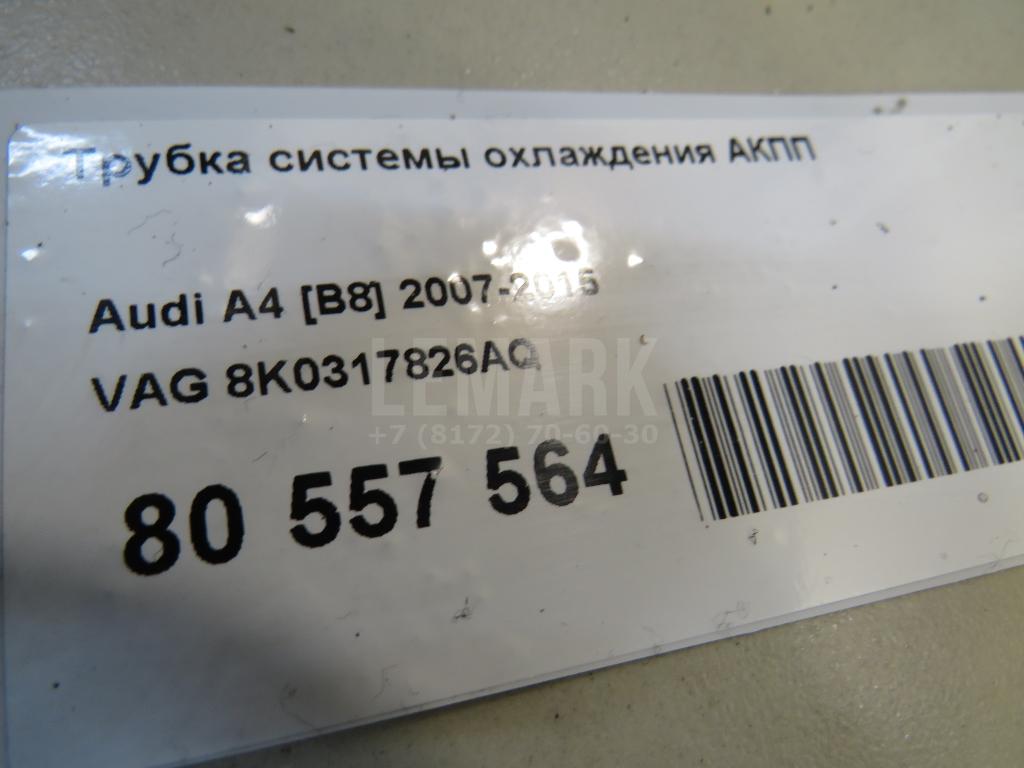 Трубка системы охлаждения АКПП
Audi A4 [B8] 2007-2015
VAG 8K0317826AQ
LEMARK
+7 (8172) 70-60-30
80 557 564